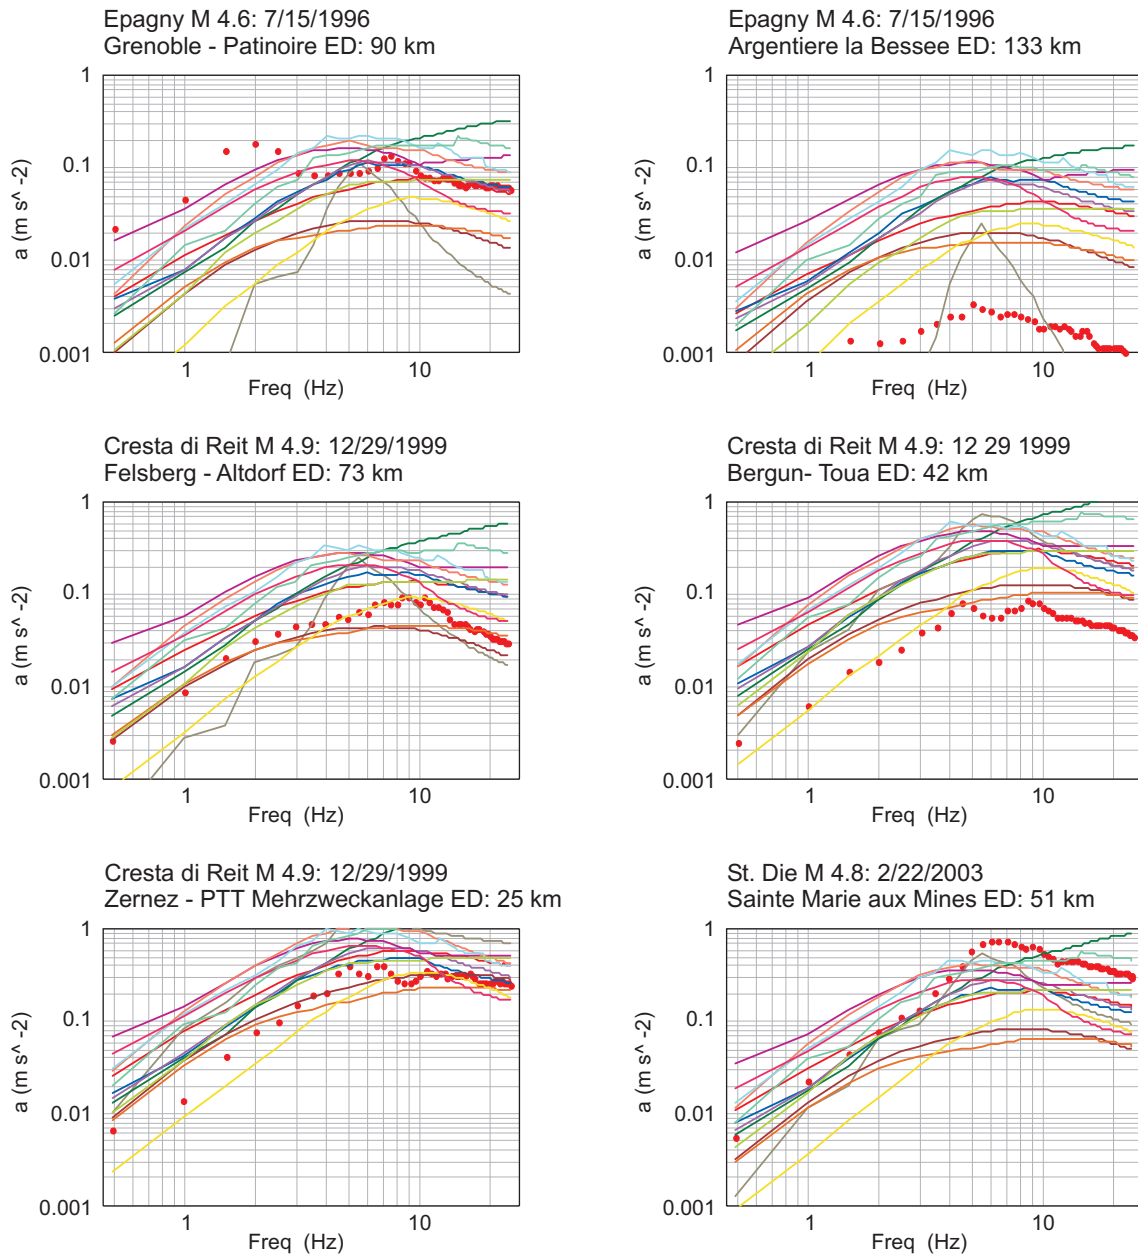 Epagny M 4.6: 7/15/1996
Grenoble - Patinoire ED: 90 km
1
0.1
0.01
0.001
a (m s^ -2)
1
10
Freq (Hz)
Epagny M 4.6: 7/15/1996
Argentiere la Bessee ED: 133 km
1
0.1
0.01
0.001
a (m s^ -2)
1
10
Freq (Hz)
Cresta di Reit M 4.9: 12/29/1999
Felsberg - Altdorf ED: 73 km
1
0.1
0.01
0.001
a (m s^ -2)
1
10
Freq (Hz)
Cresta di Reit M 4.9: 12 29 1999
Bergun- Toua ED: 42 km
1
0.1
0.01
0.001
a (m s^ -2)
1
10
Freq (Hz)
Cresta di Reit M 4.9: 12/29/1999
Zernez - PTT Mehrzweckanlage ED: 25 km
1
0.1
0.01
0.001
a (m s^ -2)
1
10
Freq (Hz)
St. Die M 4.8: 2/22/2003
Sainte Marie aux Mines ED: 51 km
1
0.1
0.01
0.001
a (m s^ -2)
1
10
Freq (Hz)